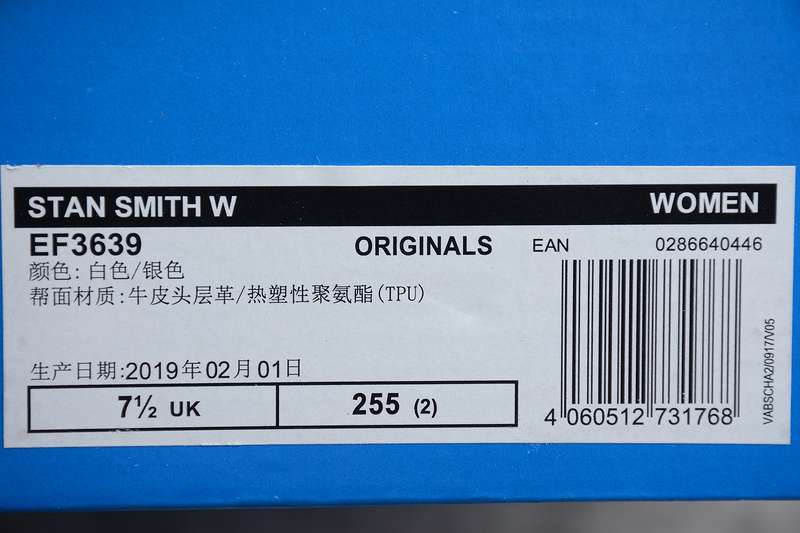 STAN SMITH W WOMEN
EF3639 ORIGINALS EAN 0286640446
颜色: 白色/银色
帮面材质: 牛皮头层革/热塑性聚氨酯(TPU)
生产日期:2019年02月01日
7½ UK 255 (2)
4 060512 731768
VABSCHA2/0917/V05